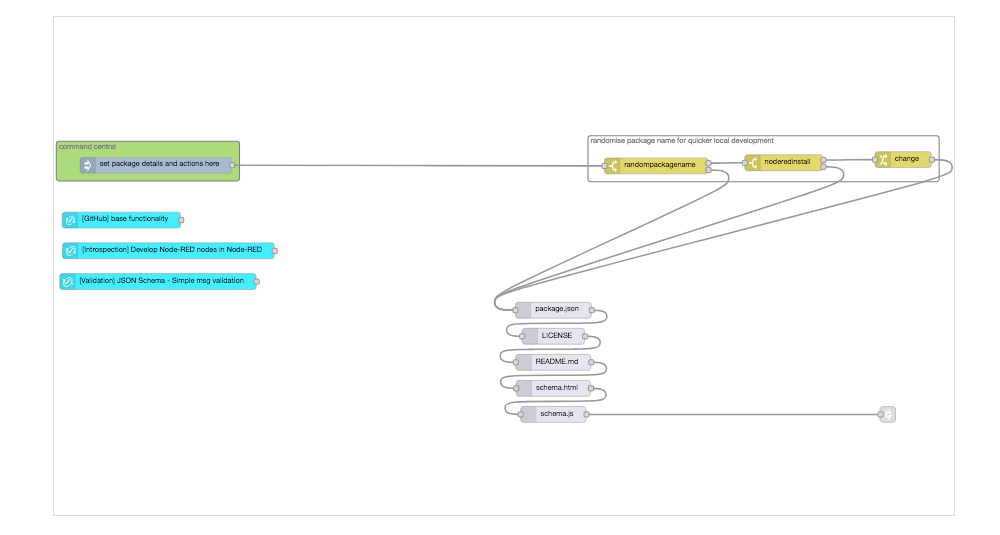 command central
set package details and actions here
randomise package name for quicker local development
randompackagename
noderedinstall
change
[GitHub] base functionality
[Introspection] Develop Node-RED nodes in Node-RED
[Validation] JSON Schema - Simple msg validation
package.json
LICENSE
README.md
schema.html
schema.js